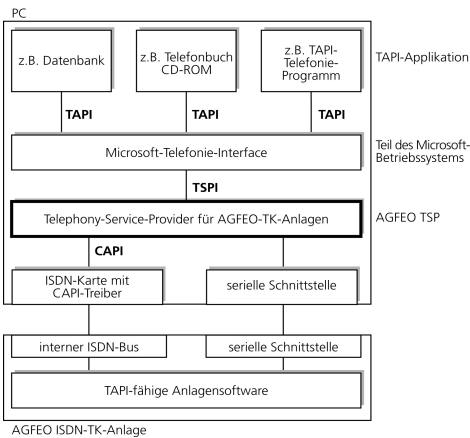 PC
z.B. Datenbank
z.B. Telefonbuch
CD-ROM
z.B. TAPI-
Telefonie-
Programm
TAPI-Applikation
TAPI
TAPI
TAPI
Microsoft-Telefonie-Interface
Teil des Microsoft-
Betriebssystems
TSPI
Telephony-Service-Provider für AGFEO-TK-Anlagen
AGFEO TSP
CAPI
ISDN-Karte mit
CAPI-Treiber
serielle Schnittstelle
interner ISDN-Bus
serielle Schnittstelle
TAPI-fähige Anlagensoftware
AGFEO ISDN-TK-Anlage